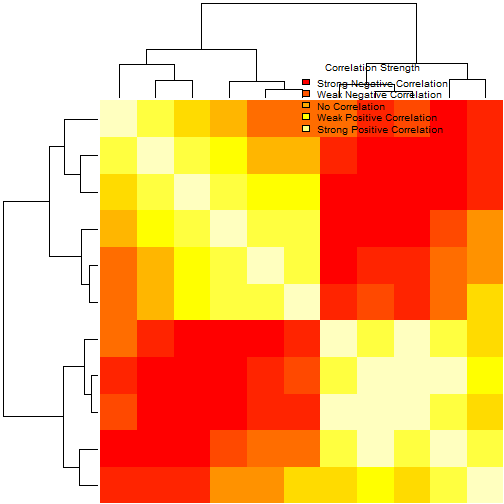 Correlation Strength
Strong Negative Correlation
Weak Negative Correlation
No Correlation
Weak Positive Correlation
Strong Positive Correlation